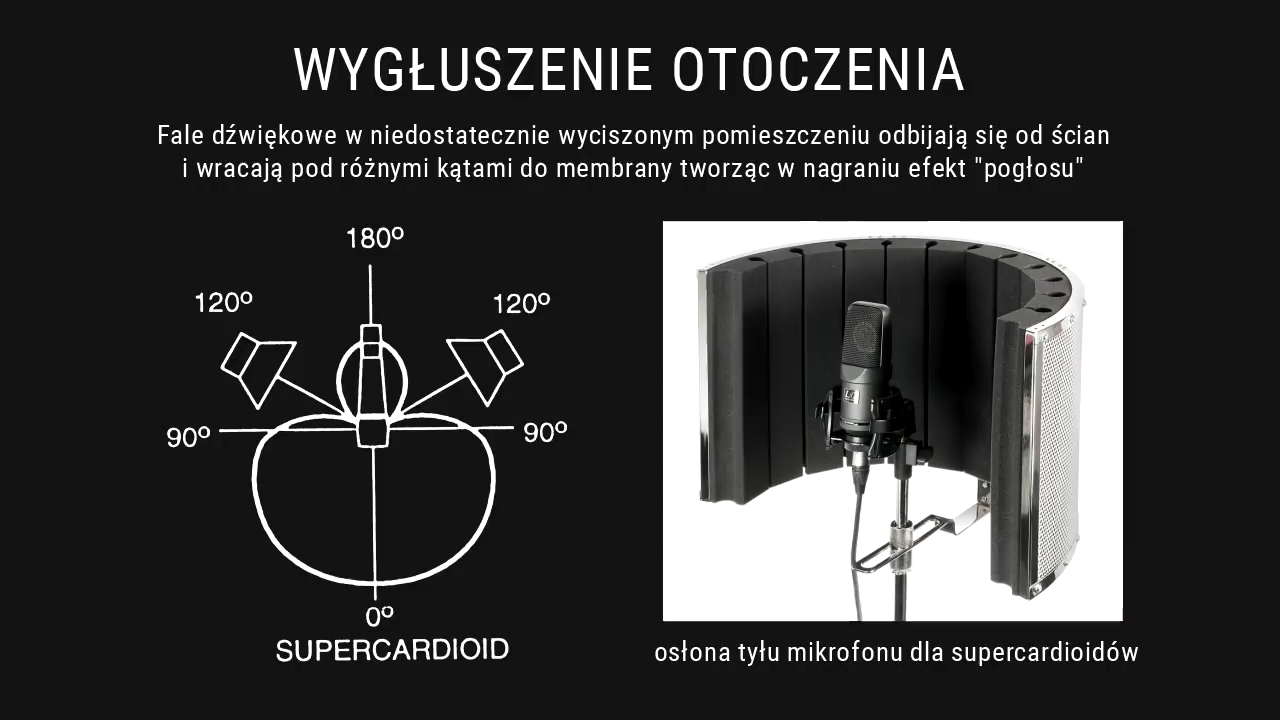 WYGŁUSZENIE OTOCZENIA
Fale dźwiękowe w niedostatecznie wyciszonym pomieszczeniu odbijają się od ścian
i wracają pod różnymi kątami do membrany tworząc w nagraniu efekt "pogłosu"
180º
120º
120º
90º
90º
0º
SUPERCARDIOID
osłona tyłu mikrofonu dla supercardioidów